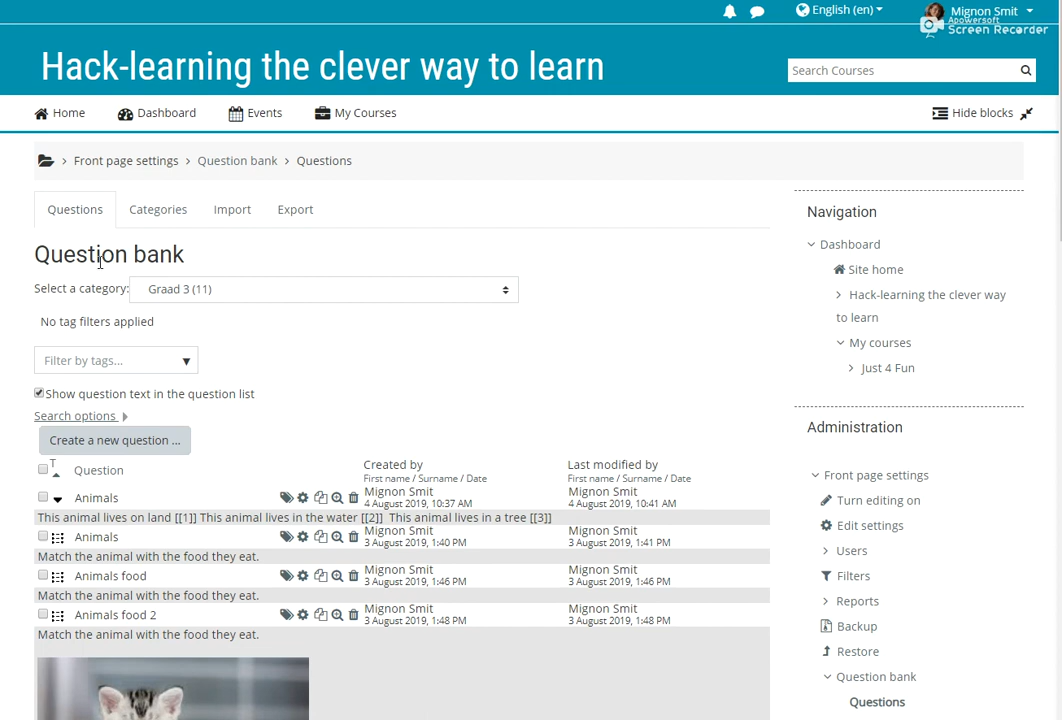 English (en)
Mignon Smit
Apowersoft
Screen Recorder
Hack-learning the clever way to learn
Search Courses
Home
Dashboard
Events
My Courses
Hide blocks
Front page settings > Question bank > Questions
Questions
Categories
Import
Export
Question bank
Select a category: Graad 3 (11)
No tag filters applied
Filter by tags...
Show question text in the question list
Search options
Create a new question ...
T Question
Created by
First name / Surname / Date
Last modified by
First name / Surname / Date
Animals
Mignon Smit
4 August 2019, 10:37 AM
Mignon Smit
4 August 2019, 10:41 AM
This animal lives on land [[1]] This animal lives in the water [[2]] This animal lives in a tree [[3]]
Animals
Mignon Smit
3 August 2019, 1:40 PM
Mignon Smit
3 August 2019, 1:41 PM
Match the animal with the food they eat.
Animals food
Mignon Smit
3 August 2019, 1:46 PM
Mignon Smit
3 August 2019, 1:46 PM
Match the animal with the food they eat.
Animals food 2
Mignon Smit
3 August 2019, 1:48 PM
Mignon Smit
3 August 2019, 1:48 PM
Match the animal with the food they eat.
Navigation
Dashboard
Site home
Hack-learning the clever way
to learn
My courses
Just 4 Fun
Administration
Front page settings
Turn editing on
Edit settings
Users
Filters
Reports
Backup
Restore
Question bank
Questions